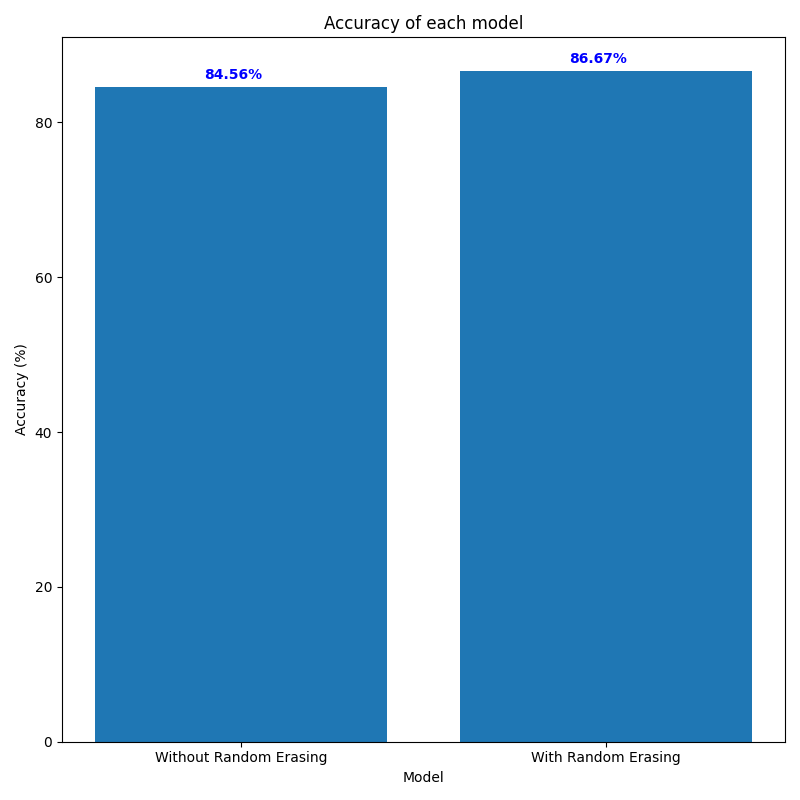 Accuracy of each model
84.56%
86.67%
80
60
40
20
0
Accuracy (%)
Without Random Erasing
With Random Erasing
Model